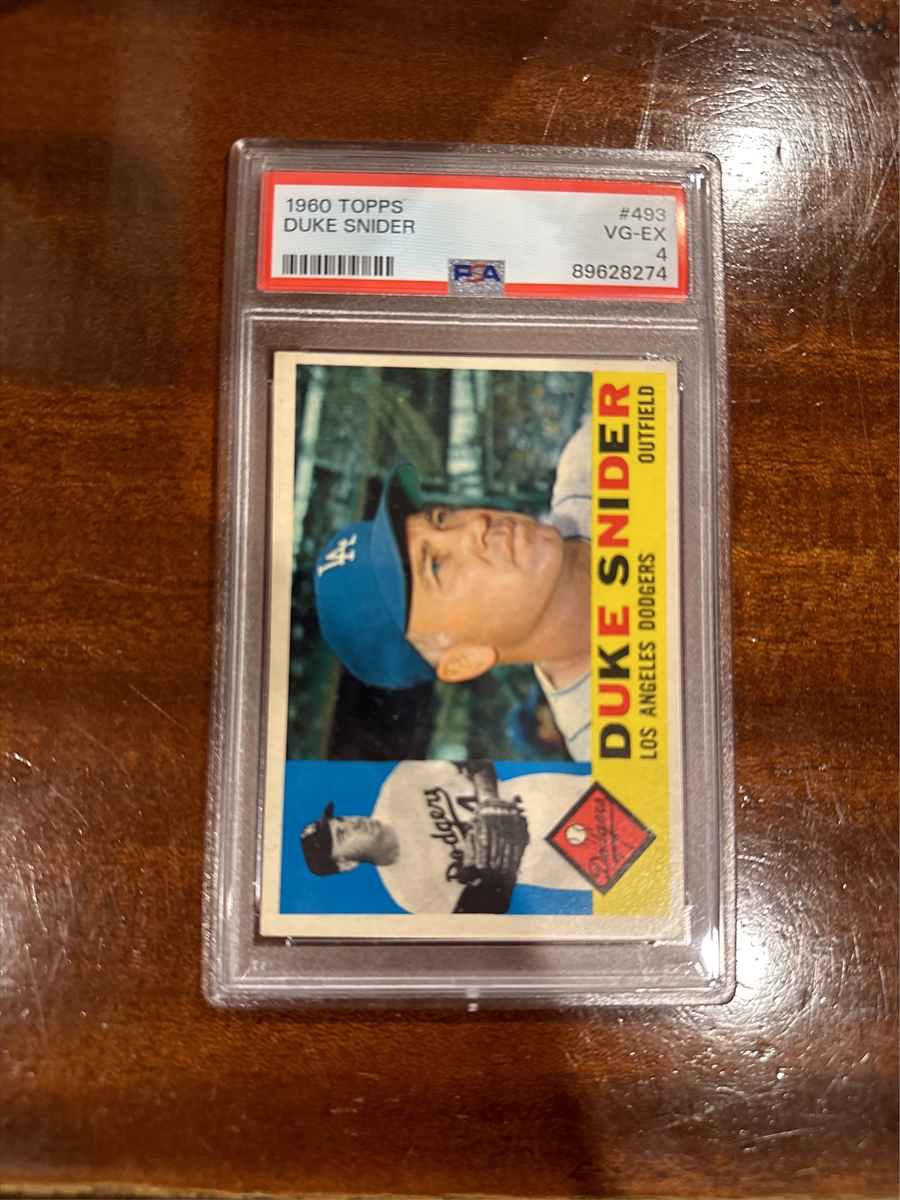 1960 TOPPS
DUKE SNIDER
#493
VG-EX
4
89628274
PSA
LA
DUKE SNIDER
LOS ANGELES DODGERS OUTFIELD
Dodgers
4
Dodgers